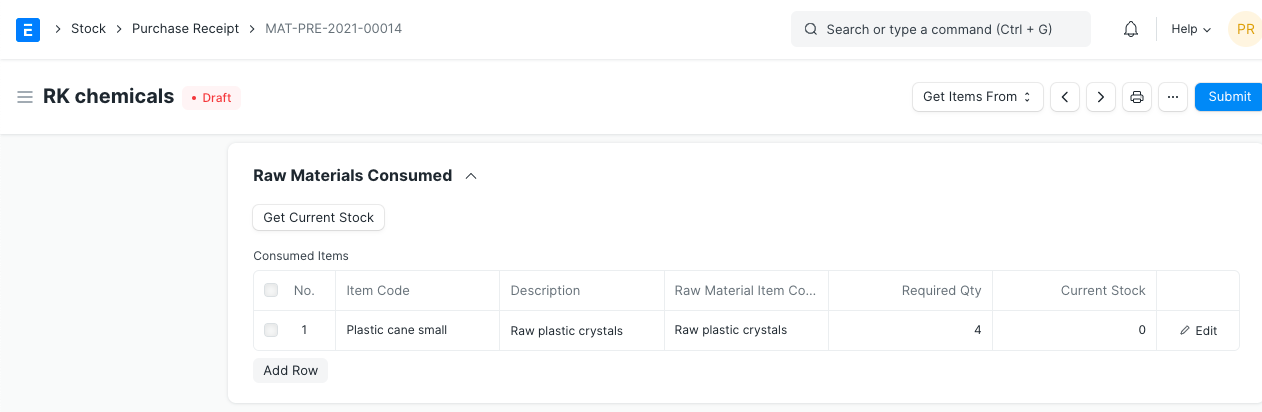 E Stock Purchase Receipt MAT-PRE-2021-00014 Search or type a command (Ctrl + G) Help PR
RK chemicals • Draft Get Items From ... Submit
Raw Materials Consumed
Get Current Stock
Consumed Items
No. Item Code Description Raw Material Item Co... Required Qty Current Stock
1 Plastic cane small Raw plastic crystals Raw plastic crystals 4 0 Edit
Add Row